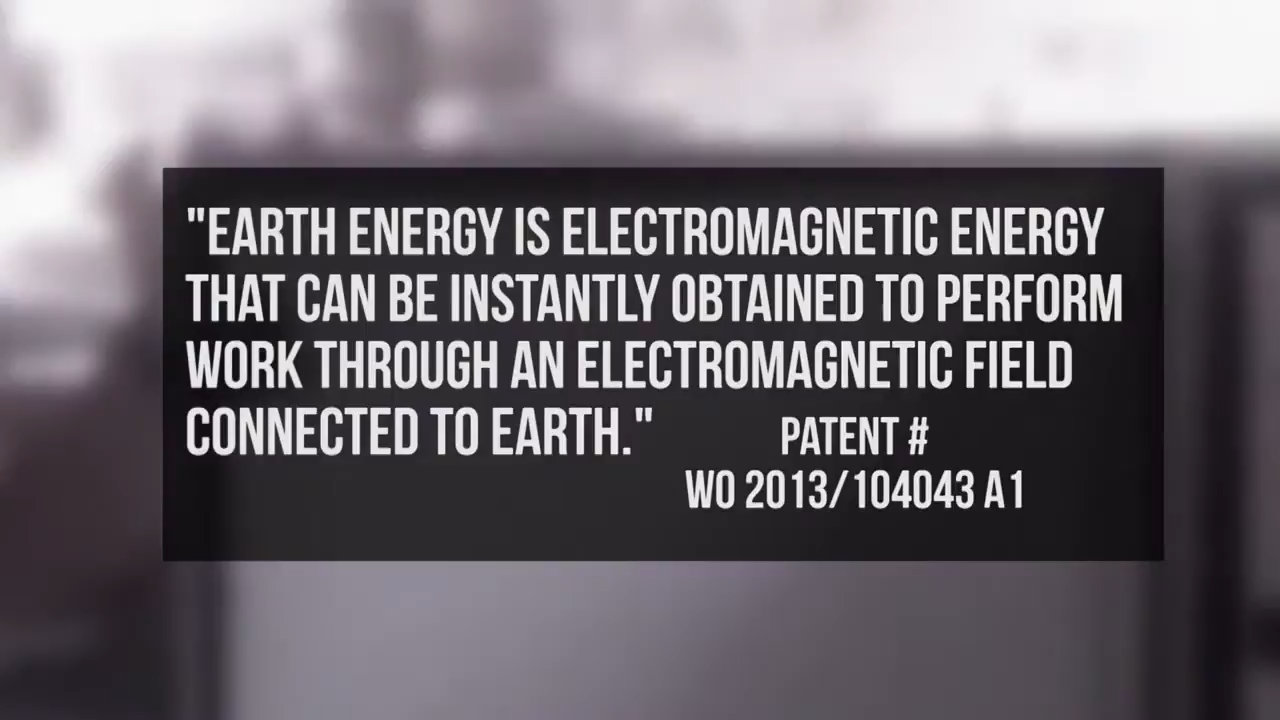 "EARTH ENERGY IS ELECTROMAGNETIC ENERGY
THAT CAN BE INSTANTLY OBTAINED TO PERFORM
WORK THROUGH AN ELECTROMAGNETIC FIELD
CONNECTED TO EARTH."
PATENT #
WO 2013/104043 A1